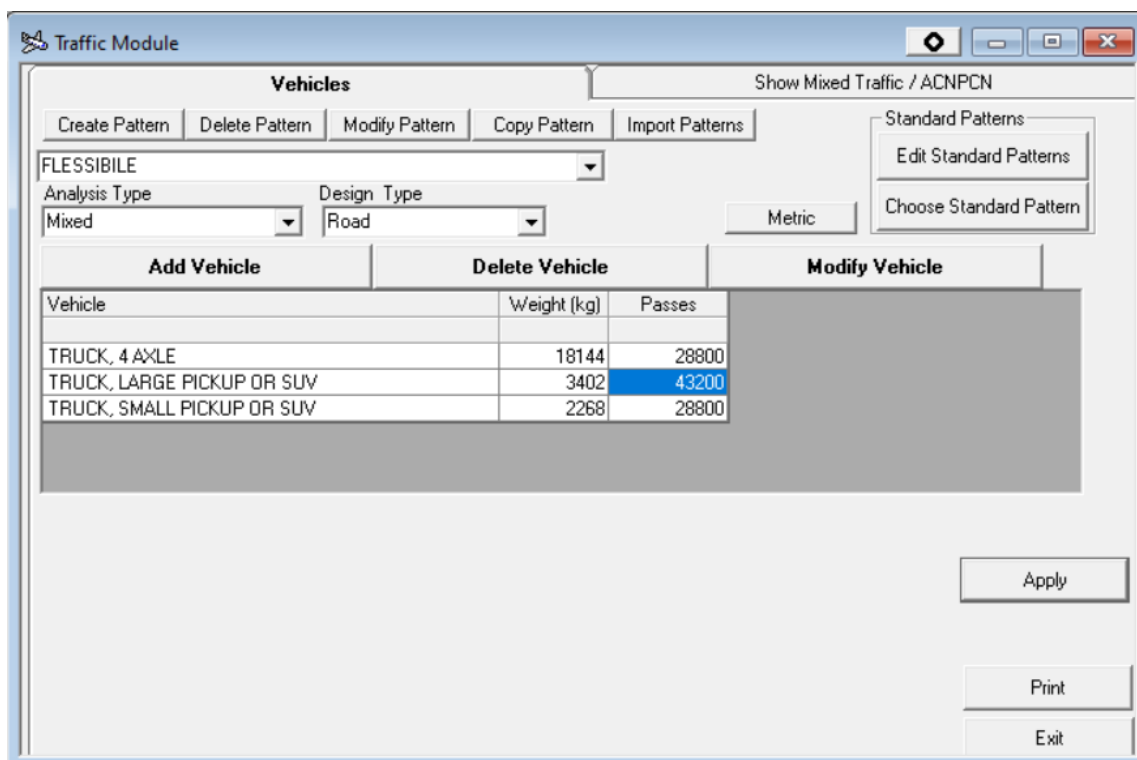 Traffic Module
Vehicles Show Mixed Traffic / ACNPCN
Create Pattern Delete Pattern Modify Pattern Copy Pattern Import Patterns
Standard Patterns
Edit Standard Patterns
Choose Standard Pattern
FLESSIBILE
Analysis Type Design Type
Mixed Road Metric
Add Vehicle Delete Vehicle Modify Vehicle
Vehicle Weight (kg) Passes
TRUCK, 4 AXLE 18144 28800
TRUCK, LARGE PICKUP OR SUV 3402 43200
TRUCK, SMALL PICKUP OR SUV 2268 28800
Apply
Print
Exit